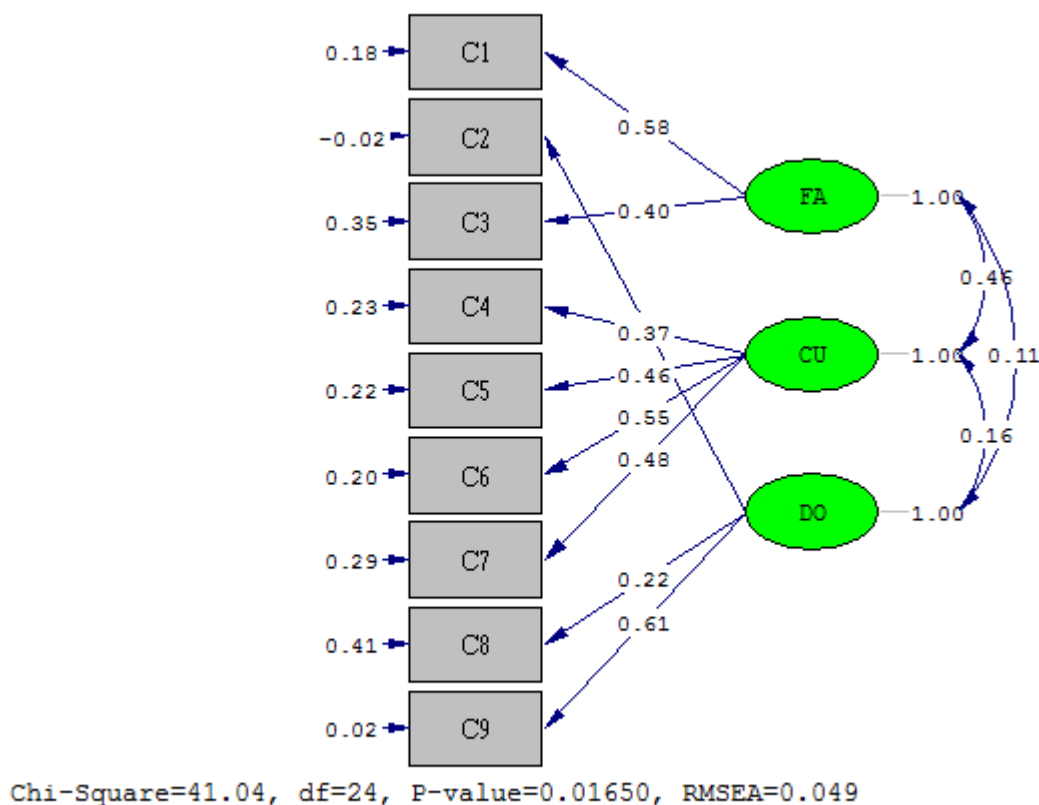 0.18 C1
0.58
-0.02 C2
FA 1.00
0.35 C3 0.40
0.46
0.23 C4
0.37
CU 1.00 0.11
0.22 C5 0.46
0.55
0.16
0.20 C6 0.48
DO 1.00
0.29 C7
0.22
0.61
0.41 C8
0.02 C9
Chi-Square=41.04, df=24, P-value=0.01650, RMSEA=0.049